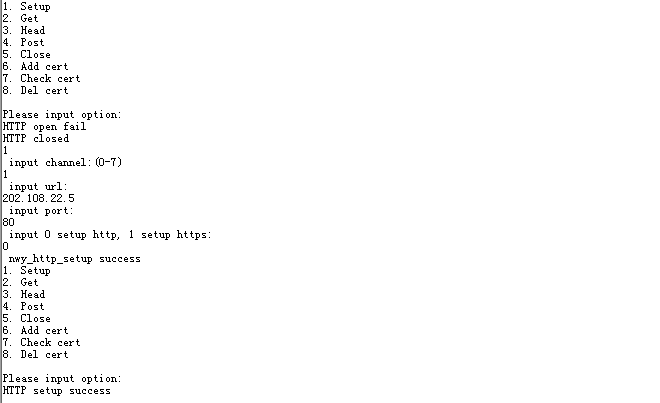 1. Setup
2. Get
3. Head
4. Post
5. Close
6. Add cert
7. Check cert
8. Del cert
Please input option:
HTTP open fail
HTTP closed
1
input channel:(0-7)
1
input url:
202.108.22.5
input port:
80
input 0 setup http, 1 setup https:
0
nwy_http_setup success
1. Setup
2. Get
3. Head
4. Post
5. Close
6. Add cert
7. Check cert
8. Del cert
Please input option:
HTTP setup success